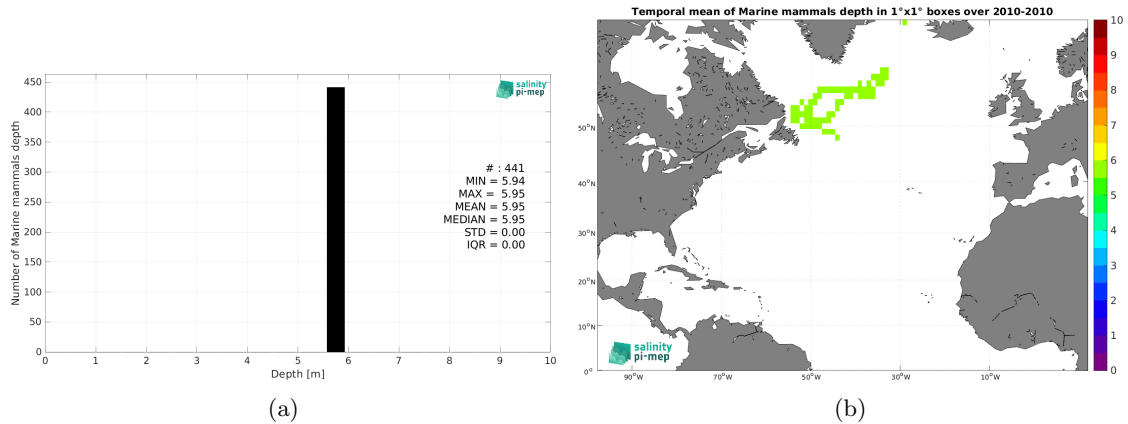 450
400
350
300
250
200
150
100
50
0
Number of Marine mammals depth
salinity
pi-mep
# : 441
MIN = 5.94
MAX = 5.95
MEAN = 5.95
MEDIAN = 5.95
STD = 0.00
IQR = 0.00
0 1 2 3 4 5 6 7 8 9 10
Depth [m]
(a)
Temporal mean of Marine mammals depth in 1°x1° boxes over 2010-2010
50°N
40°N
30°N
20°N
10°N
0°
90°W 70°W 50°W 30°W 10°W
salinity
pi-mep
10
9
8
7
6
5
4
3
2
1
0
(b)